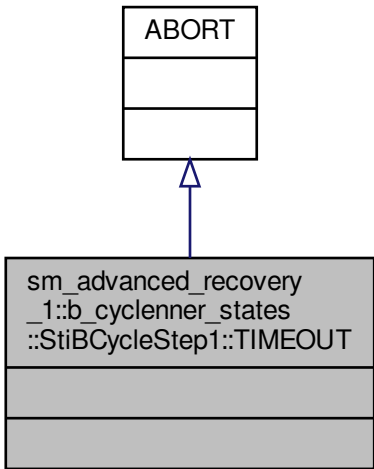 ABORT
sm_advanced_recovery
_1::b_cyclenner_states
::StiBCycleStep1::TIMEOUT